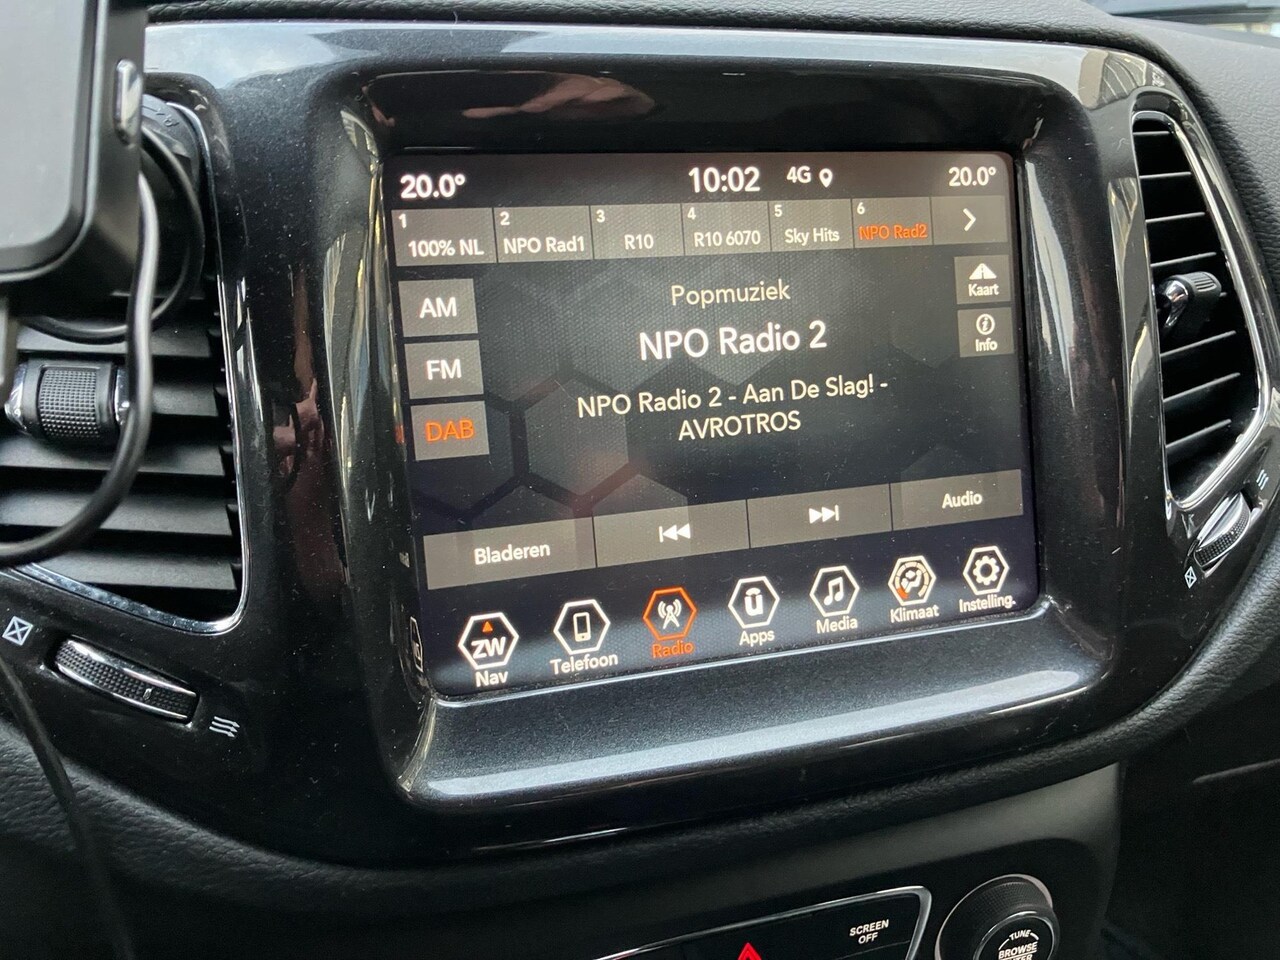 20.0°
10:02
4G
20.0°
1
100% NL
2
NPO Rad1
3
R10
4
R10 6070
5
Sky Hits
6
NPO Rad2
AM
FM
DAB
Popmuziek
NPO Radio 2
NPO Radio 2 - Aan De Slag! -
AVROTROS
Kaart
Info
Bladeren
Audio
ZW
Nav
Telefoon
Radio
Apps
Media
Klimaat
Instelling.
SCREEN
OFF
TUNE
BROWSE